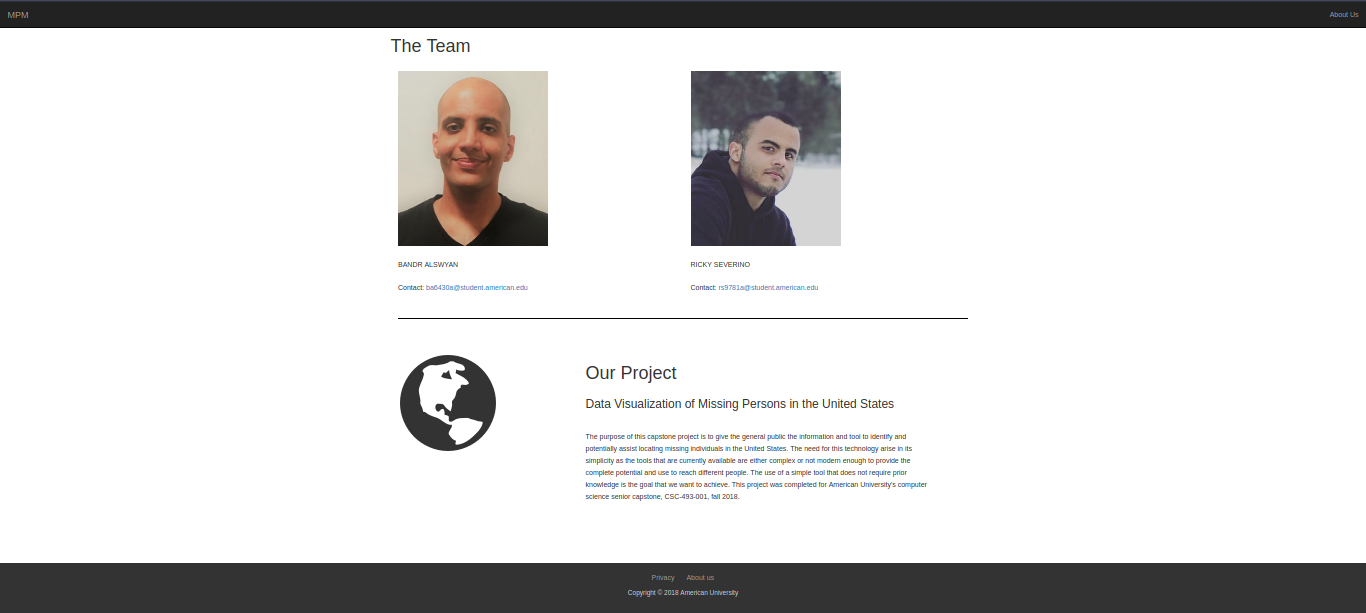 MPM
About Us
The Team
BANDR ALSWYAN
RICKY SEVERINO
Contact: ba6430a@student.american.edu
Contact: rs9781a@student.american.edu
Our Project
Data Visualization of Missing Persons in the United States
The purpose of this capstone project is to give the general public the information and tool to identify and
potentially assist locating missing individuals in the United States. The need for this technology arise in its
simplicity as the tools that are currently available are either complex or not modern enough to provide the
complete potential and use to reach different people. The use of a simple tool that does not require prior
knowledge is the goal that we want to achieve. This project was completed for American University's computer
science senior capstone, CSC-493-001, fall 2018.
Privacy About us
Copyright © 2018 American University